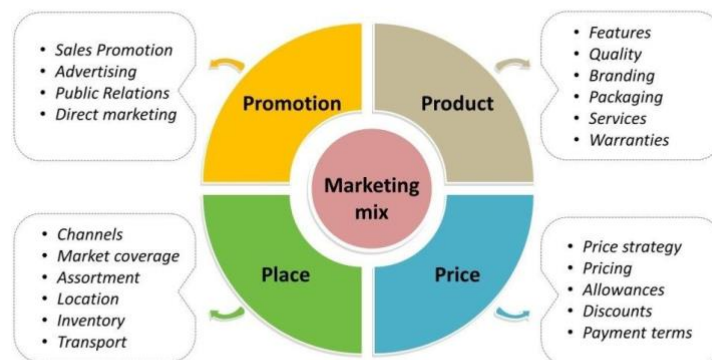 • Sales Promotion
• Advertising
• Public Relations
• Direct marketing
Promotion
Product
• Features
• Quality
• Branding
• Packaging
• Services
• Warranties
Marketing
mix
• Channels
• Market coverage
• Assortment
• Location
• Inventory
• Transport
Place
Price
• Price strategy
• Pricing
• Allowances
• Discounts
• Payment terms